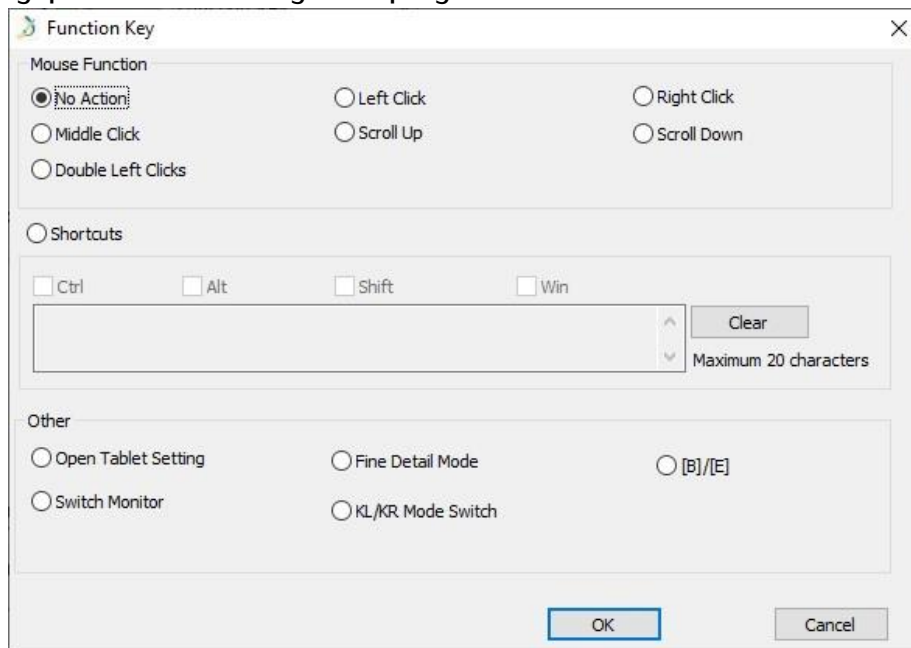 Function Key
Mouse Function
No Action Left Click Right Click
Middle Click Scroll Up Scroll Down
Double Left Clicks
Shortcuts
Ctrl Alt Shift Win
Clear
Maximum 20 characters
Other
Open Tablet Setting Fine Detail Mode [B]/[E]
Switch Monitor KL/KR Mode Switch
OK Cancel